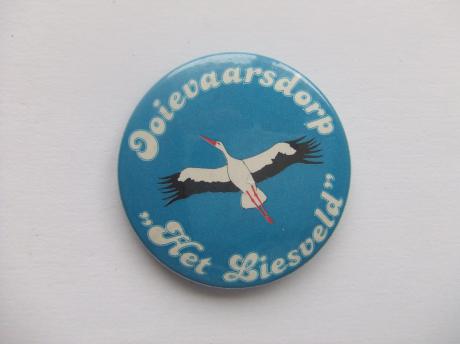 Ooievaarsdorp
„Het Liesveld”